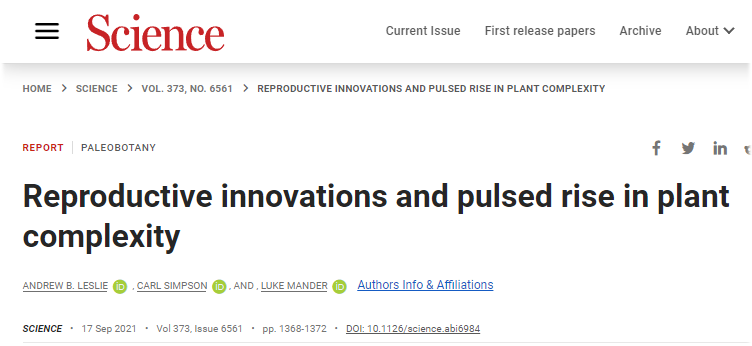 Science
Current Issue First release papers Archive About
HOME > SCIENCE > VOL. 373, NO. 6561 > REPRODUCTIVE INNOVATIONS AND PULSED RISE IN PLANT COMPLEXITY
REPORT | PALEOBOTANY
Reproductive innovations and pulsed rise in plant
complexity
ANDREW B. LESLIE iD , CARL SIMPSON iD , AND , LUKE MANDER iD Authors Info & Affiliations
SCIENCE • 17 Sep 2021 • Vol 373, Issue 6561 • pp. 1368-1372 • DOI: 10.1126/science.abi6984